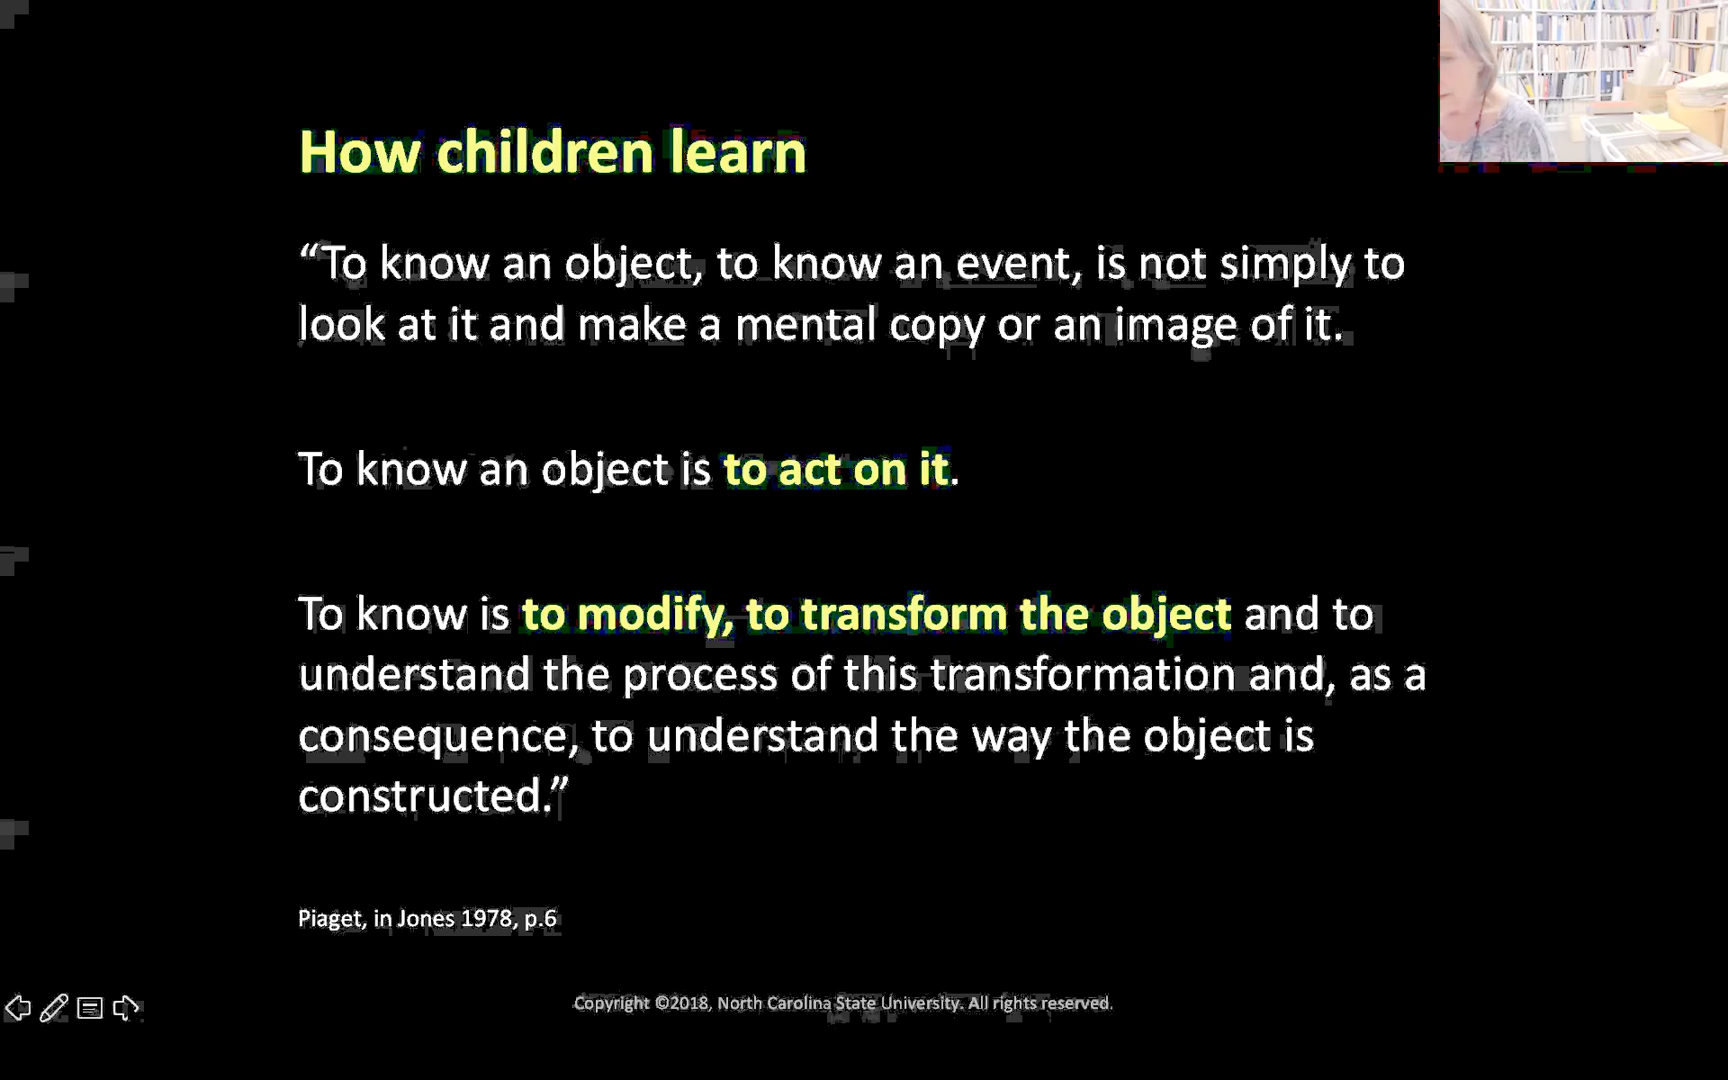 How children learn
“To know an object, to know an event, is not simply to
look at it and make a mental copy or an image of it.
To know an object is to act on it.
To know is to modify, to transform the object and to
understand the process of this transformation and, as a
consequence, to understand the way the object is
constructed.”
Piaget, in Jones 1978, p.6
Copyright ©2018, North Carolina State University. All rights reserved.